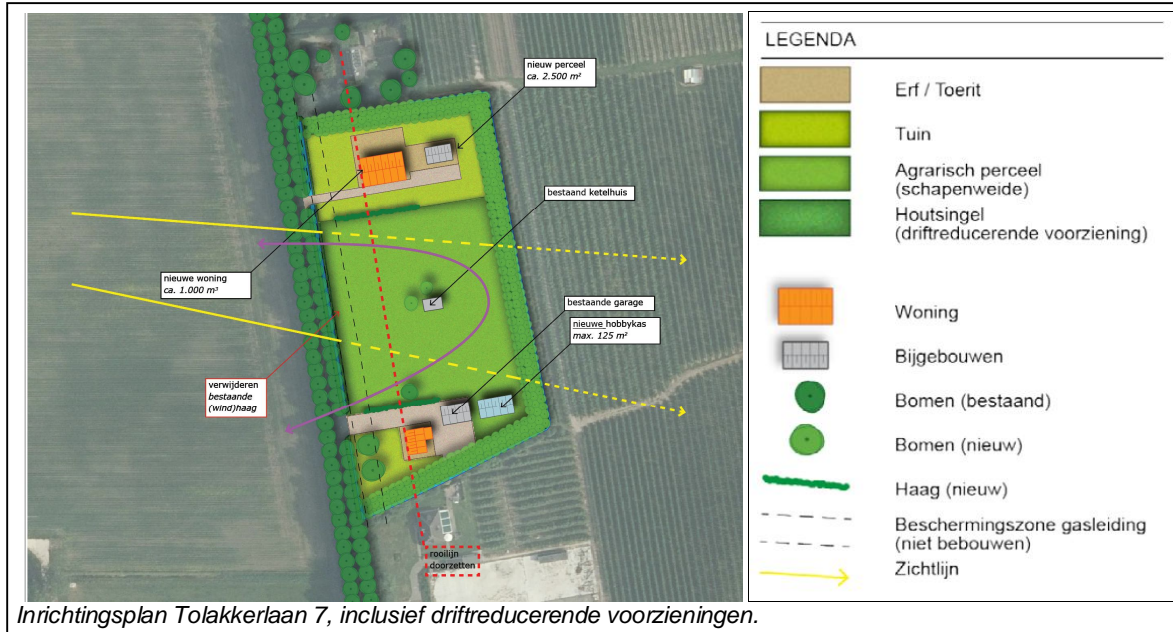 nieuw perceel
ca. 2.500 m²
bestaand ketelhuis
nieuwe woning
ca. 1.000 m³
bestaande garage
nieuwe hobbykas
max. 125 m²
verwijderen
bestaande
(wind)haag
rooilijn
doorzetten
LEGENDA
Erf / Toerit
Tuin
Agrarisch perceel
(schapenweide)
Houtsingel
(driftreducerende voorziening)
Woning
Bijgebouwen
Bomen (bestaand)
Bomen (nieuw)
Haag (nieuw)
Beschermingszone gasleiding
(niet bebouwen)
Zichtlijn
Inrichtingsplan Tolakkerlaan 7, inclusief driftreducerende voorzieningen.